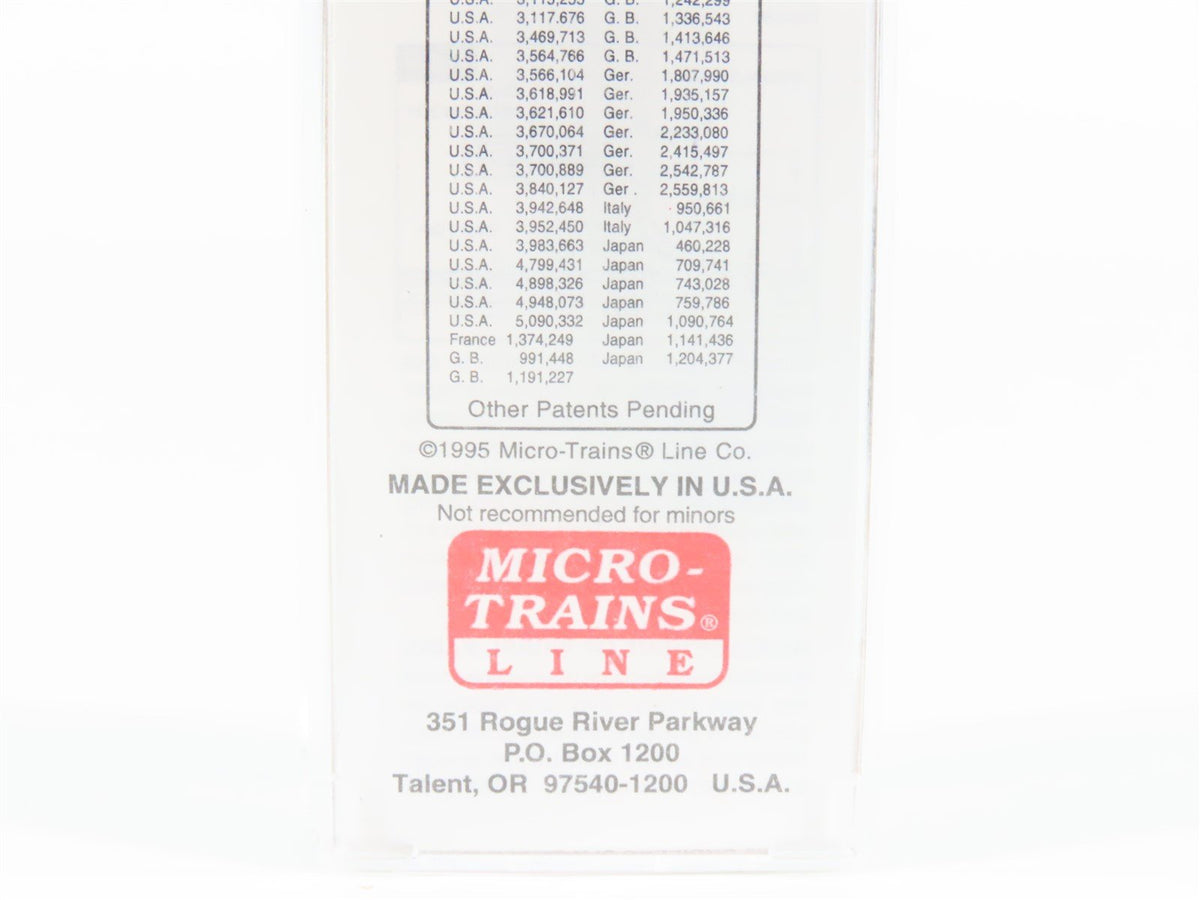 U.S.A. 3,113,255 G. B. 1,242,299
U.S.A. 3,117.676 G. B. 1,336,543
U.S.A. 3,469,713 G. B. 1,413,646
U.S.A. 3,564,766 G. B. 1,471,513
U.S.A. 3,566,104 Ger. 1,807,990
U.S.A. 3,618,991 Ger. 1,935,157
U.S.A. 3,621,610 Ger. 1,950,336
U.S.A. 3,670,064 Ger. 2,233,080
U.S.A. 3,700,371 Ger. 2,415,497
U.S.A. 3,700,889 Ger. 2,542,787
U.S.A. 3,840,127 Ger . 2,559,813
U.S.A. 3,942,648 Italy 950,661
U.S.A. 3,952,450 Italy 1,047,316
U.S.A. 3,983,663 Japan 460,228
U.S.A. 4,799,431 Japan 709,741
U.S.A. 4,898,326 Japan 743,028
U.S.A. 4,948,073 Japan 759,786
U.S.A. 5,090,332 Japan 1,090,764
France 1,374,249 Japan 1,141,436
G. B. 991,448 Japan 1,204,377
G. B. 1,191,227
Other Patents Pending
©1995 Micro-Trains® Line Co.
MADE EXCLUSIVELY IN U.S.A.
Not recommended for minors
MICRO-
TRAINS®
LINE
351 Rogue River Parkway
P.O. Box 1200
Talent, OR 97540-1200 U.S.A.